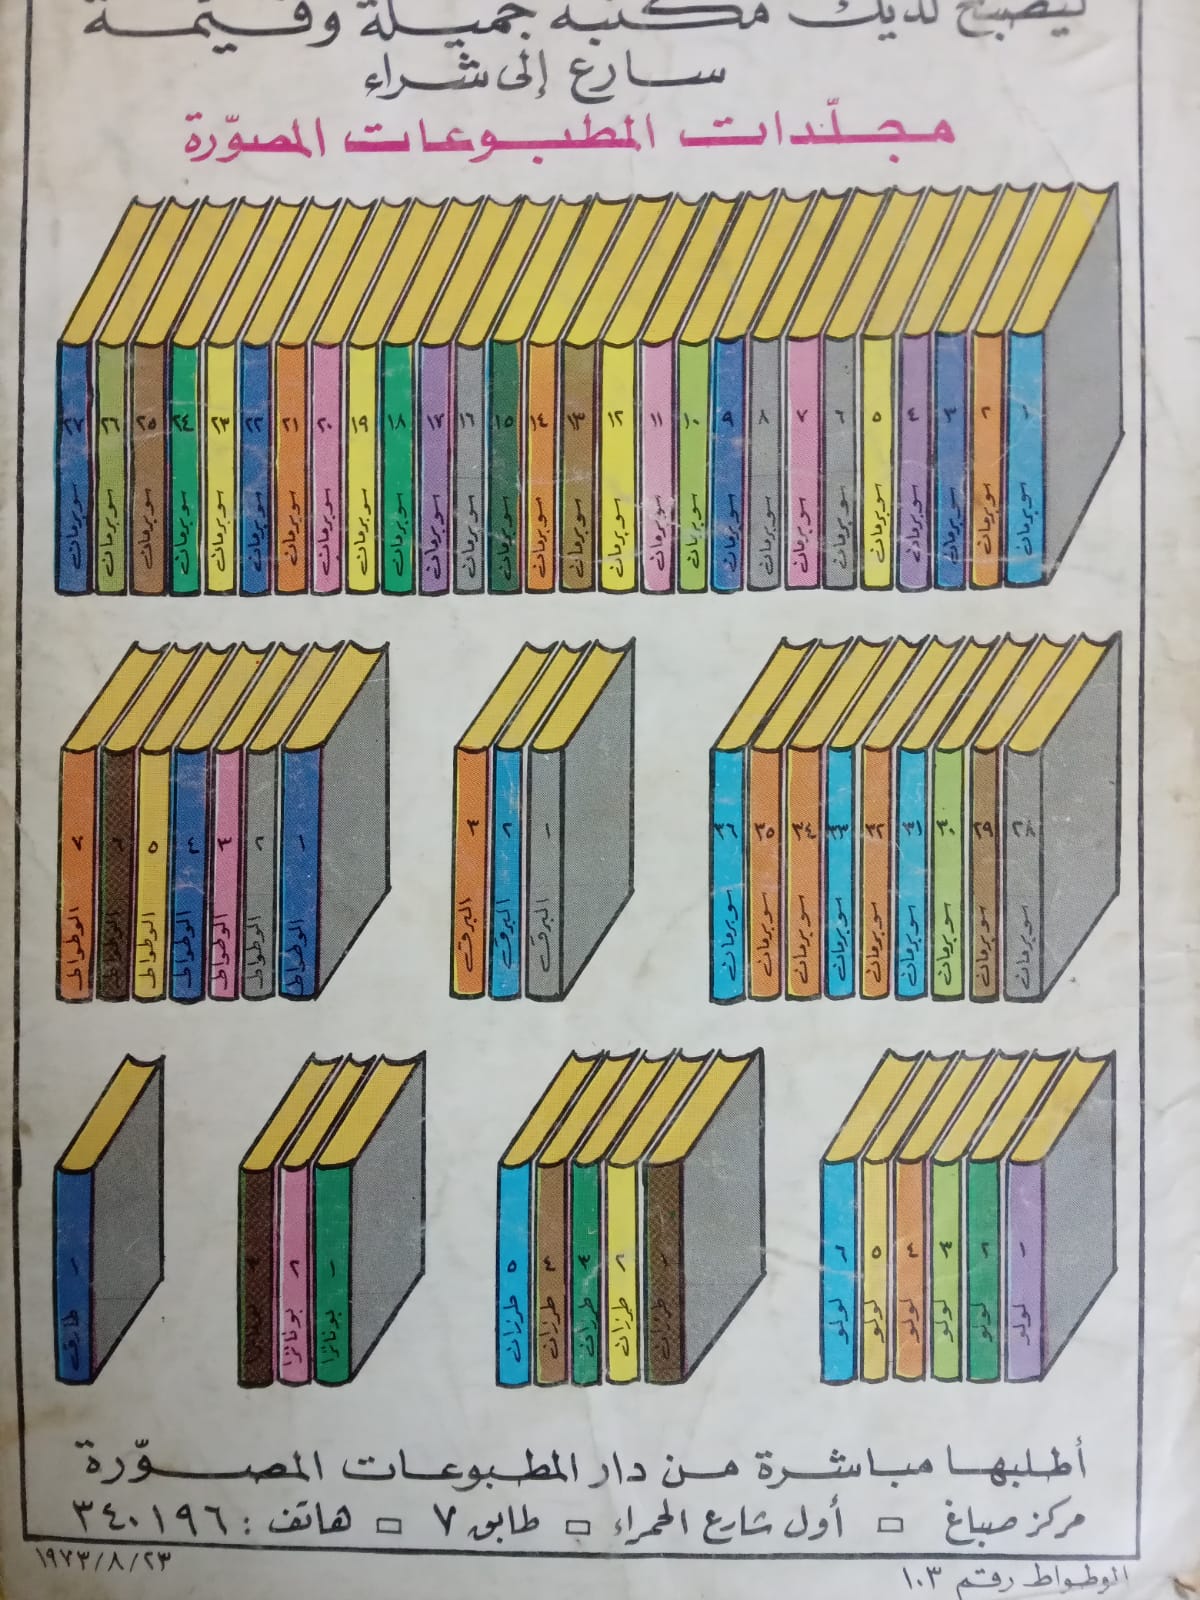 ليصبح لديك مكتبة جميلة وقيّمة
سارع إلى شراء
مجلّدات المطبوعات المصوّرة
١ سوبرمان
٢ سوبرمان
٣ سوبرمان
٤ سوبرمان
٥ سوبرمان
٦ سوبرمان
٧ سوبرمان
٨ سوبرمان
٩ سوبرمان
١٠ سوبرمان
١١ سوبرمان
١٢ سوبرمان
١٣ سوبرمان
١٤ سوبرمان
١٥ سوبرمان
١٦ سوبرمان
١٧ سوبرمان
١٨ سوبرمان
١٩ سوبرمان
٢٠ سوبرمان
٢١ سوبرمان
٢٢ سوبرمان
٢٣ سوبرمان
٢٤ سوبرمان
٢٥ سوبرمان
٢٦ سوبرمان
٢٧ سوبرمان
٢٨ سوبرمان
٢٩ سوبرمان
٣٠ سوبرمان
٣١ سوبرمان
٣٢ سوبرمان
٣٣ سوبرمان
٣٤ سوبرمان
٣٥ سوبرمان
٣٦ سوبرمان
١ البرق
٢ البرق
٣ البرق
١ الوطواط
٢ الوطواط
٣ الوطواط
٤ الوطواط
٥ الوطواط
٦ الوطواط
٧ الوطواط
١ لولو
٢ لولو
٣ لولو
٤ لولو
٥ لولو
٦ لولو
١ طرزان
٢ طرزان
٣ طرزان
٤ طرزان
٥ طرزان
١ بونانزا
٢ بونانزا
٣ بونانزا
١ طارق
أطلبها مباشرة من دار المطبوعات المصوّرة
مركز صباغ □ أول شارع الحمراء □ طابق ٧ □ هاتف : ٣٤٠١٩٦
الوطواط رقم ١٠٣
١٩٧٣/٨/٢٣